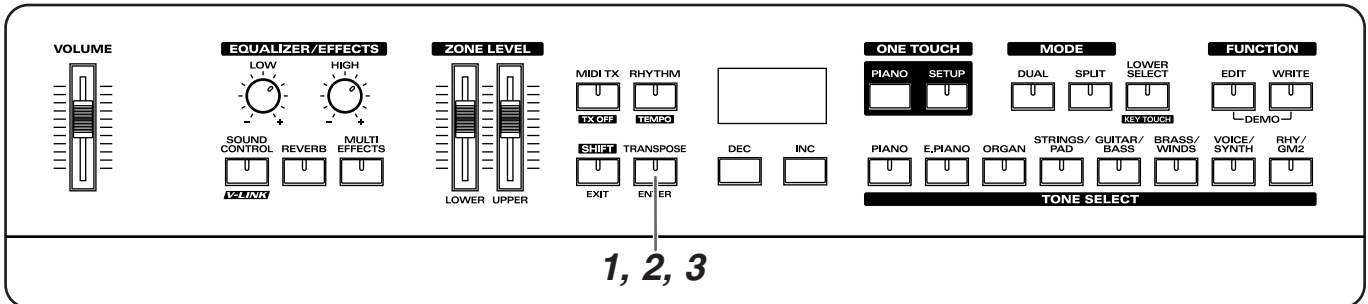 VOLUME
EQUALIZER/EFFECTS
LOW
HIGH
- +
- +
SOUND
CONTROL
REVERB
MULTI
EFFECTS
V-LINK
ZONE LEVEL
LOWER
UPPER
MIDI TX
RHYTHM
TX OFF
TEMPO
SHIFT
TRANSPOSE
EXIT
ENTER
DEC
INC
ONE TOUCH
PIANO
SETUP
MODE
DUAL
SPLIT
LOWER
SELECT
KEY TOUCH
FUNCTION
EDIT
WRITE
DEMO
PIANO
E.PIANO
ORGAN
STRINGS/
PAD
GUITAR/
BASS
BRASS/
WINDS
VOICE/
SYNTH
RHY/
GM2
TONE SELECT
1, 2, 3